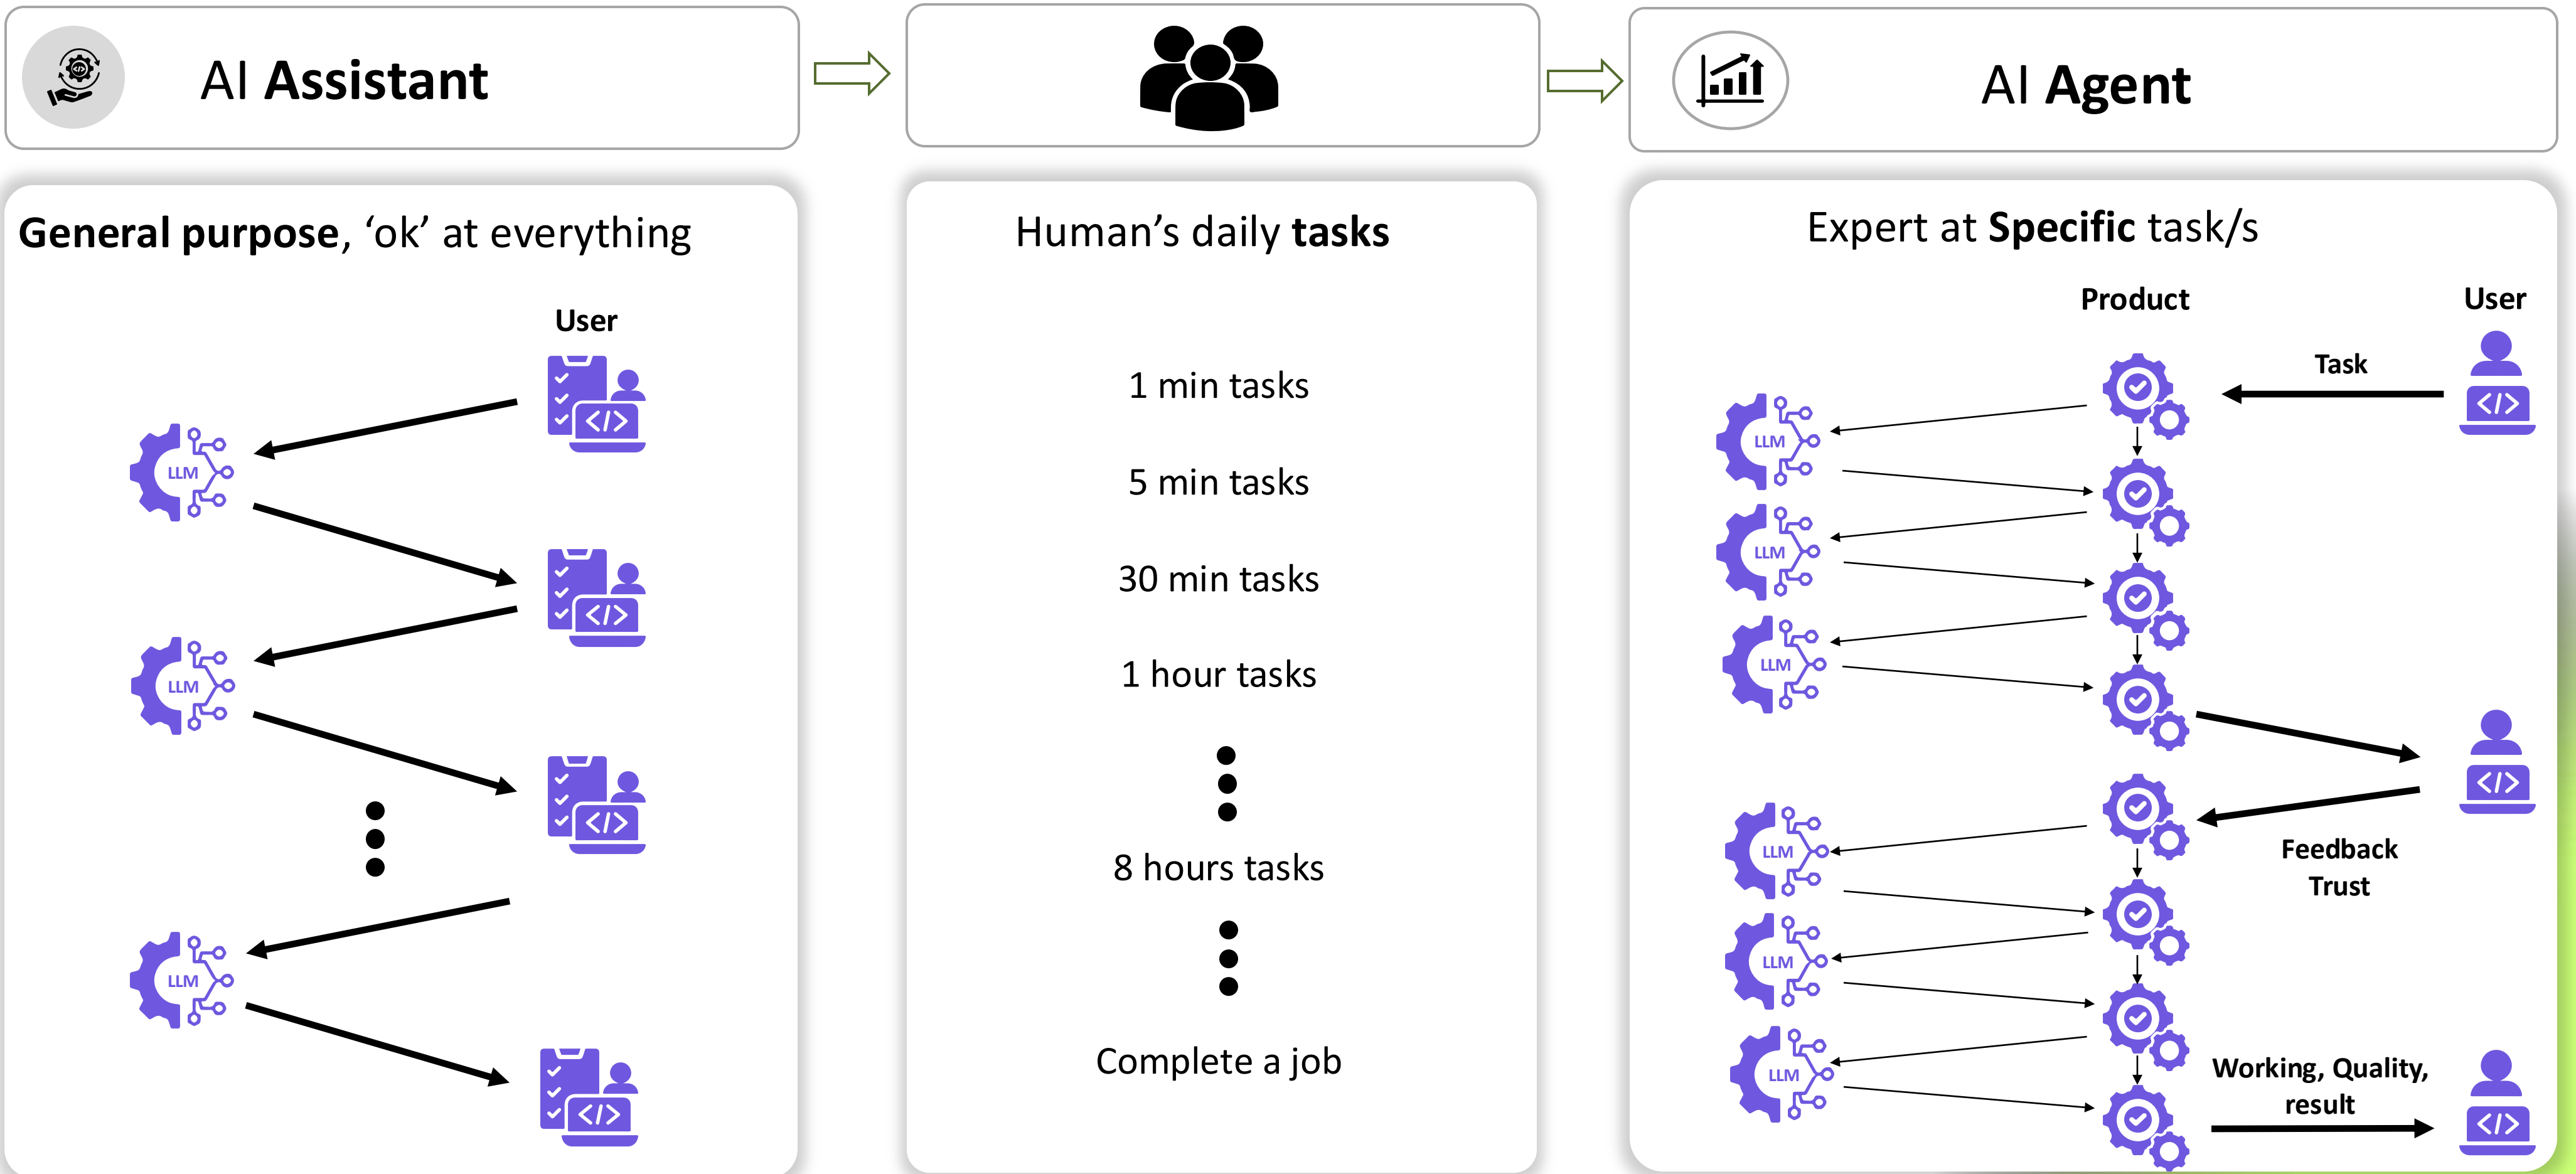 AI Assistant
AI Agent
General purpose, ‘ok’ at everything
User
LLM
LLM
LLM
Human’s daily tasks
1 min tasks
5 min tasks
30 min tasks
1 hour tasks
8 hours tasks
Complete a job
Expert at Specific task/s
Product
User
Task
</>
</>
</>
</>
LLM
LLM
LLM
</>
</>
Feedback
Trust
LLM
LLM
LLM
Working, Quality,
result
</>